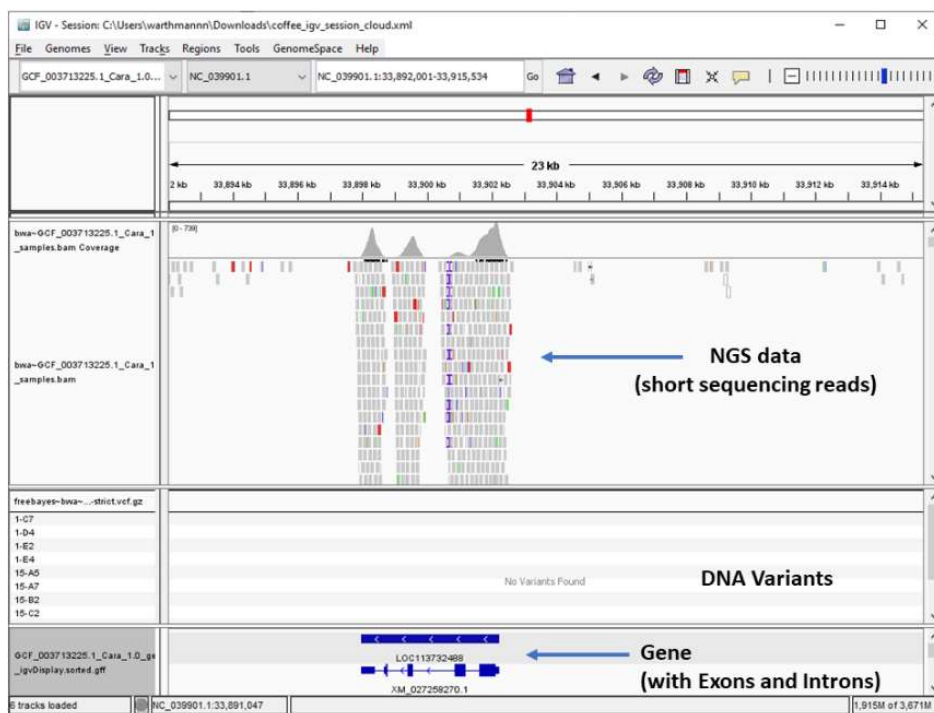 IGV - Session: C:\Users\warthmannn\Downloads\coffee_igv_session_cloud.xml
File Genomes View Tracks Regions Tools GenomeSpace Help
GCF_003713225.1_Cara_1.0... NC_039901.1 NC_039901.1:33,892,001-33,915,534 Go
23 kb
2 kb 33,894 kb 33,896 kb 33,898 kb 33,900 kb 33,902 kb 33,904 kb 33,906 kb 33,908 kb 33,910 kb 33,912 kb 33,914 kb
bwa~GCF_003713225.1_Cara_1
_samples.bam Coverage
[0 - 739]
NGS data
(short sequencing reads)
bwa~GCF_003713225.1_Cara_1
_samples.bam
freebayes~bwa~...-strict.vcf.gz
1-C7
1-D4
1-E2
1-E4
15-A5
15-A7
15-B2
15-C2
No Variants Found
DNA Variants
GCF_003713225.1_Cara_1.0_ge
_igvDisplay.sorted.gff
LOC113732488
XM_027258270.1
Gene
(with Exons and Introns)
6 tracks loaded NC_039901.1:33,891,047 1,915M of 3,671M